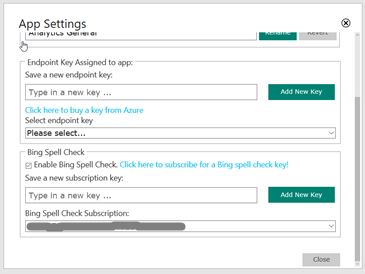 App Settings
Analytics General
Rename
Revert
Endpoint Key Assigned to app:
Save a new endpoint key:
Type in a new key ...
Add New Key
Click here to buy a key from Azure
Select endpoint key
Please select...
Bing Spell Check
Enable Bing Spell Check. Click here to subscribe for a Bing spell check key!
Save a new subscription key:
Type in a new key ...
Add New Key
Bing Spell Check Subscription:
Close